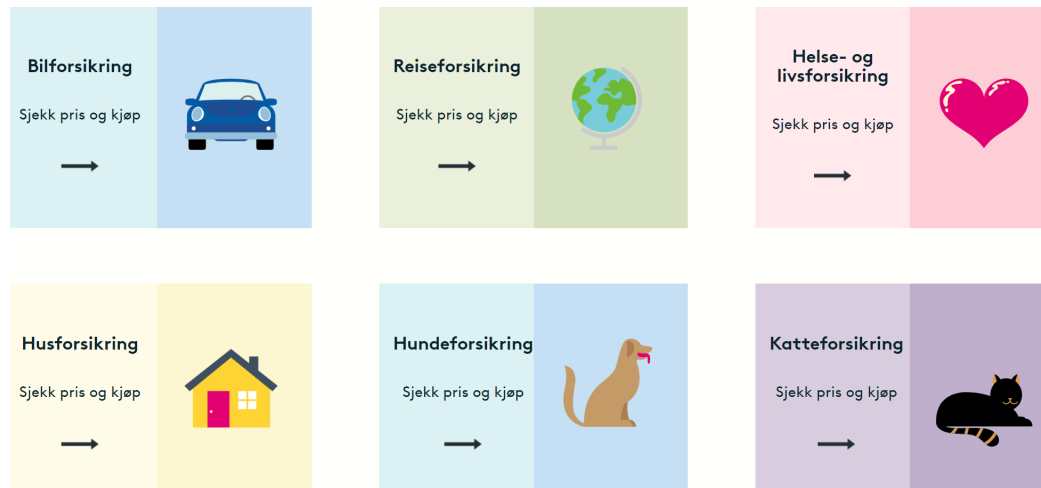 Bilforsikring
Sjekk pris og kjøp
Reiseforsikring
Sjekk pris og kjøp
Helse- og
livsforsikring
Sjekk pris og kjøp
Husforsikring
Sjekk pris og kjøp
Hundeforsikring
Sjekk pris og kjøp
Katteforsikring
Sjekk pris og kjøp